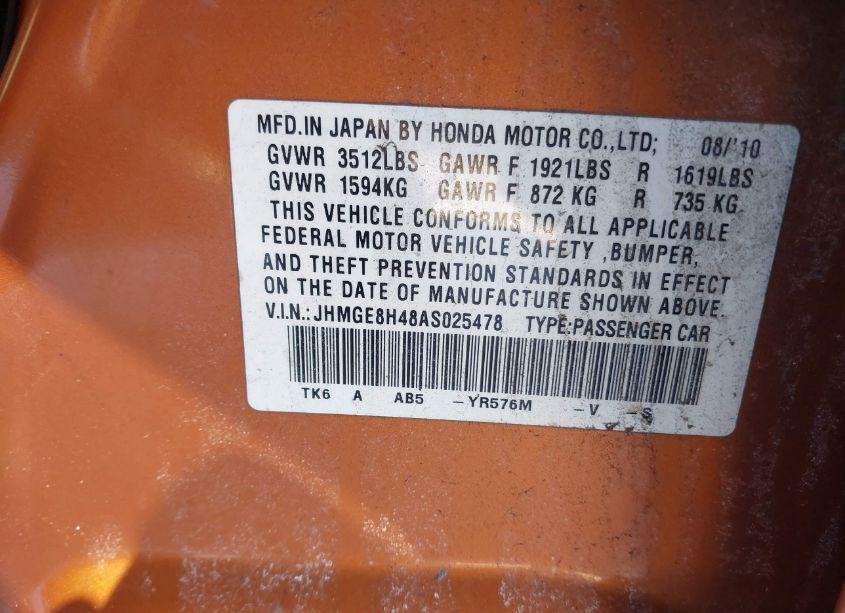 MFD.IN JAPAN BY HONDA MOTOR CO.,LTD; 08/'10
GVWR 3512LBS GAWR F 1921LBS R 1619LBS
GVWR 1594KG GAWR F 872 KG R 735 KG
THIS VEHICLE CONFORMS TO ALL APPLICABLE
FEDERAL MOTOR VEHICLE SAFETY ,BUMPER,
AND THEFT PREVENTION STANDARDS IN EFFECT
ON THE DATE OF MANUFACTURE SHOWN ABOVE.
V.I.N.:JHMGE8H48AS025478 TYPE:PASSENGER CAR
TK6 A AB5 -YR576M -V -S